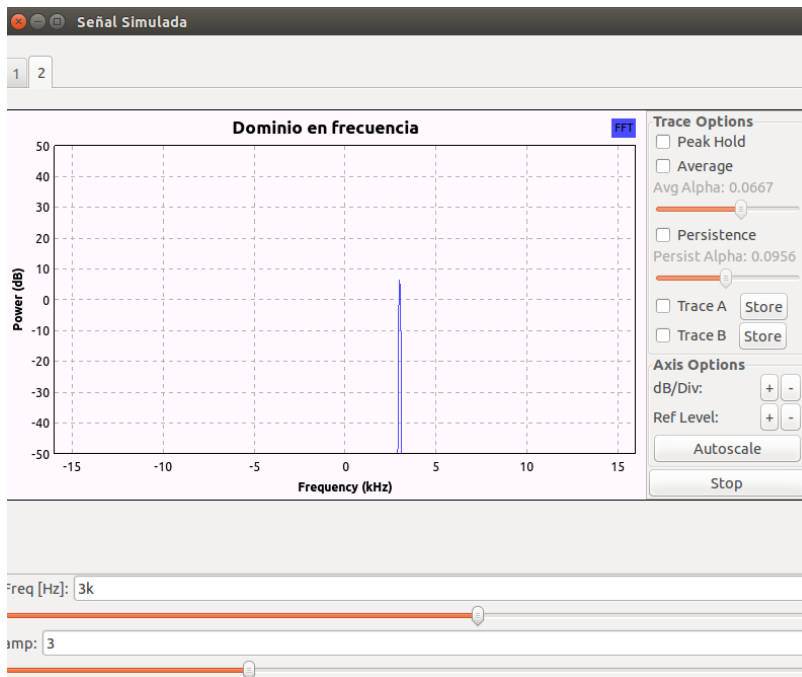 Señal Simulada
1 2
Dominio en frecuencia
FFT
50
40
30
20
10
0
-10
-20
-30
-40
-50
Power (dB)
-15 -10 -5 0 5 10 15
Frequency (kHz)
Trace Options
Peak Hold
Average
Avg Alpha: 0.0667
Persistence
Persist Alpha: 0.0956
Trace A Store
Trace B Store
Axis Options
dB/Div: + -
Ref Level: + -
Autoscale
Stop
Freq [Hz]: 3k
amp: 3